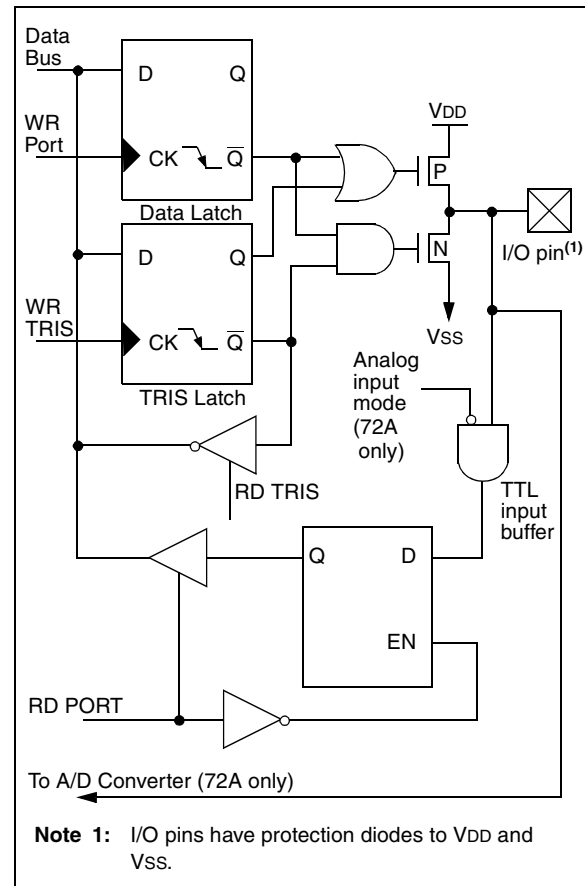 Data
Bus
D
Q
WR
Port
CK
Q
Data Latch
VDD
P
N
I/O pin(1)
VSS
D
Q
WR
TRIS
CK
Q
TRIS Latch
Analog
input
mode
(72A
only)
TTL
input
buffer
RD TRIS
Q
D
EN
RD PORT
To A/D Converter (72A only)
Note 1: I/O pins have protection diodes to VDD and
VSS.